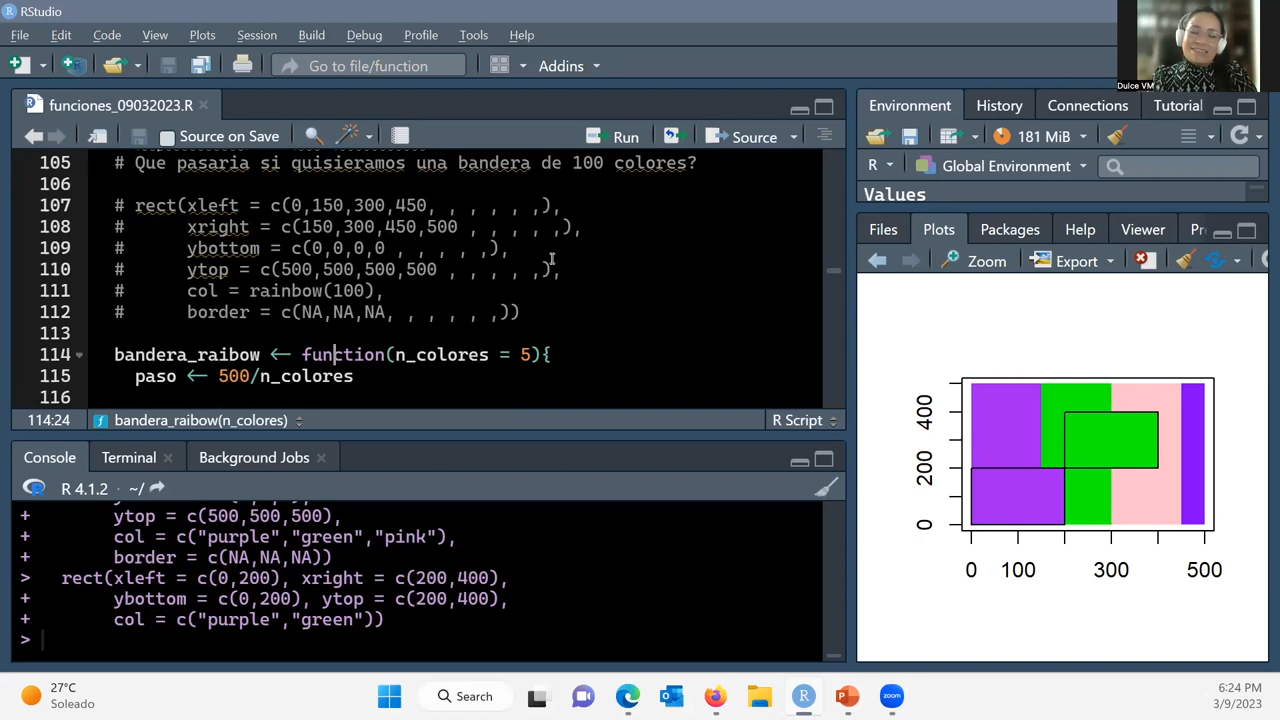 RStudio
File Edit Code View Plots Session Build Debug Profile Tools Help
Go to file/function Addins
Dulce VM
funciones_09032023.R
Source on Save Run Source
105 # Que pasaria si quisieramos una bandera de 100 colores?
106
107 # rect(xleft = c(0,150,300,450, , , , , ,),
108 # xright = c(150,300,450,500 , , , , ,),
109 # ybottom = c(0,0,0,0 , , , , ,),
110 # ytop = c(500,500,500,500 , , , , ,),
111 # col = rainbow(100),
112 # border = c(NA,NA,NA, , , , , ,))
113
114 bandera_raibow <- function(n_colores = 5){
115 paso <- 500/n_colores
116
114:24 bandera_raibow(n_colores) R Script
Console Terminal Background Jobs
R 4.1.2 · ~/
+ ytop = c(500,500,500),
+ col = c("purple","green","pink"),
+ border = c(NA,NA,NA))
> rect(xleft = c(0,200), xright = c(200,400),
+ ybottom = c(0,200), ytop = c(200,400),
+ col = c("purple","green"))
>
Environment History Connections Tutorial
181 MiB
R Global Environment
Values
Files Plots Packages Help Viewer Pr
Zoom Export
400
200
0
0 100 300 500
27°C
Soleado
Search
zoom
6:24 PM
3/9/2023